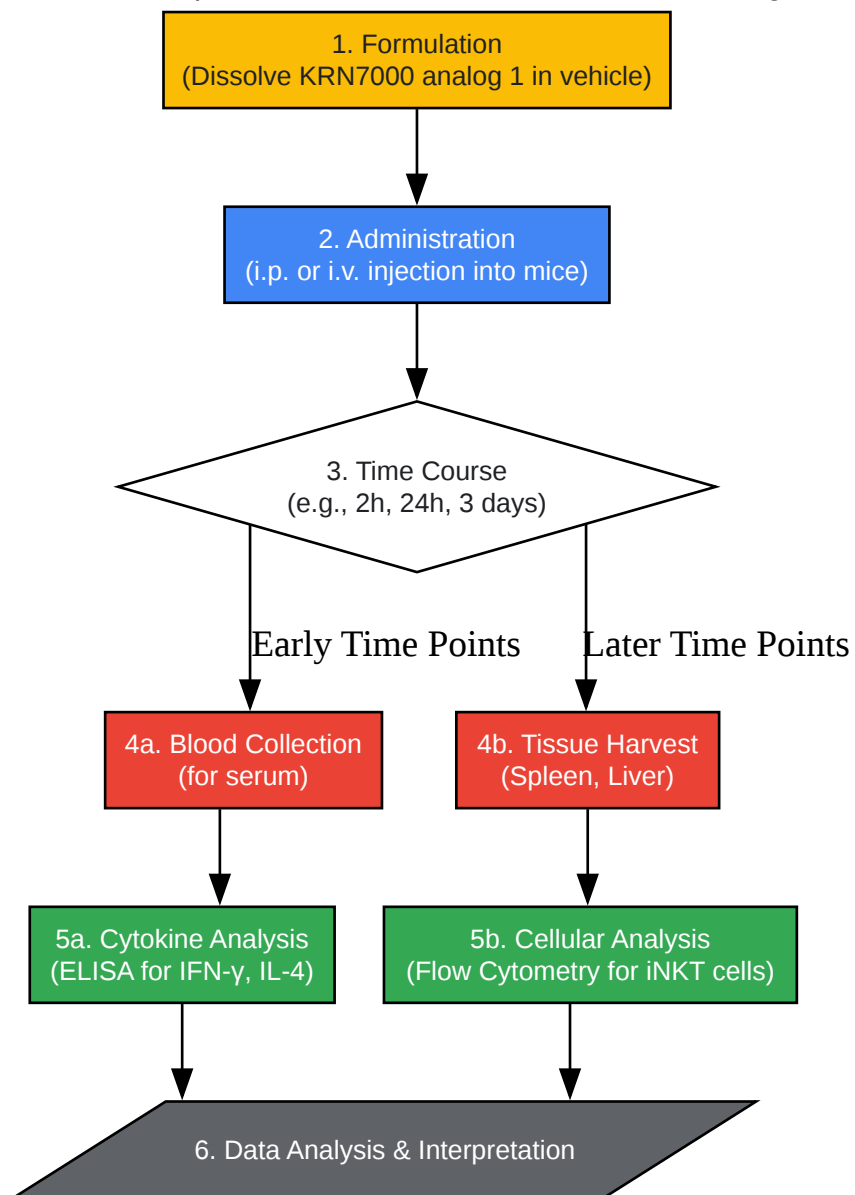 1. Formulation
(Dissolve KRN7000 analog 1 in vehicle)
2. Administration
(i.p. or i.v. injection into mice)
3. Time Course
(e.g., 2h, 24h, 3 days)
Early Time Points
Later Time Points
4a. Blood Collection
(for serum)
4b. Tissue Harvest
(Spleen, Liver)
5a. Cytokine Analysis
(ELISA for IFN-γ, IL-4)
5b. Cellular Analysis
(Flow Cytometry for iNKT cells)
6. Data Analysis & Interpretation